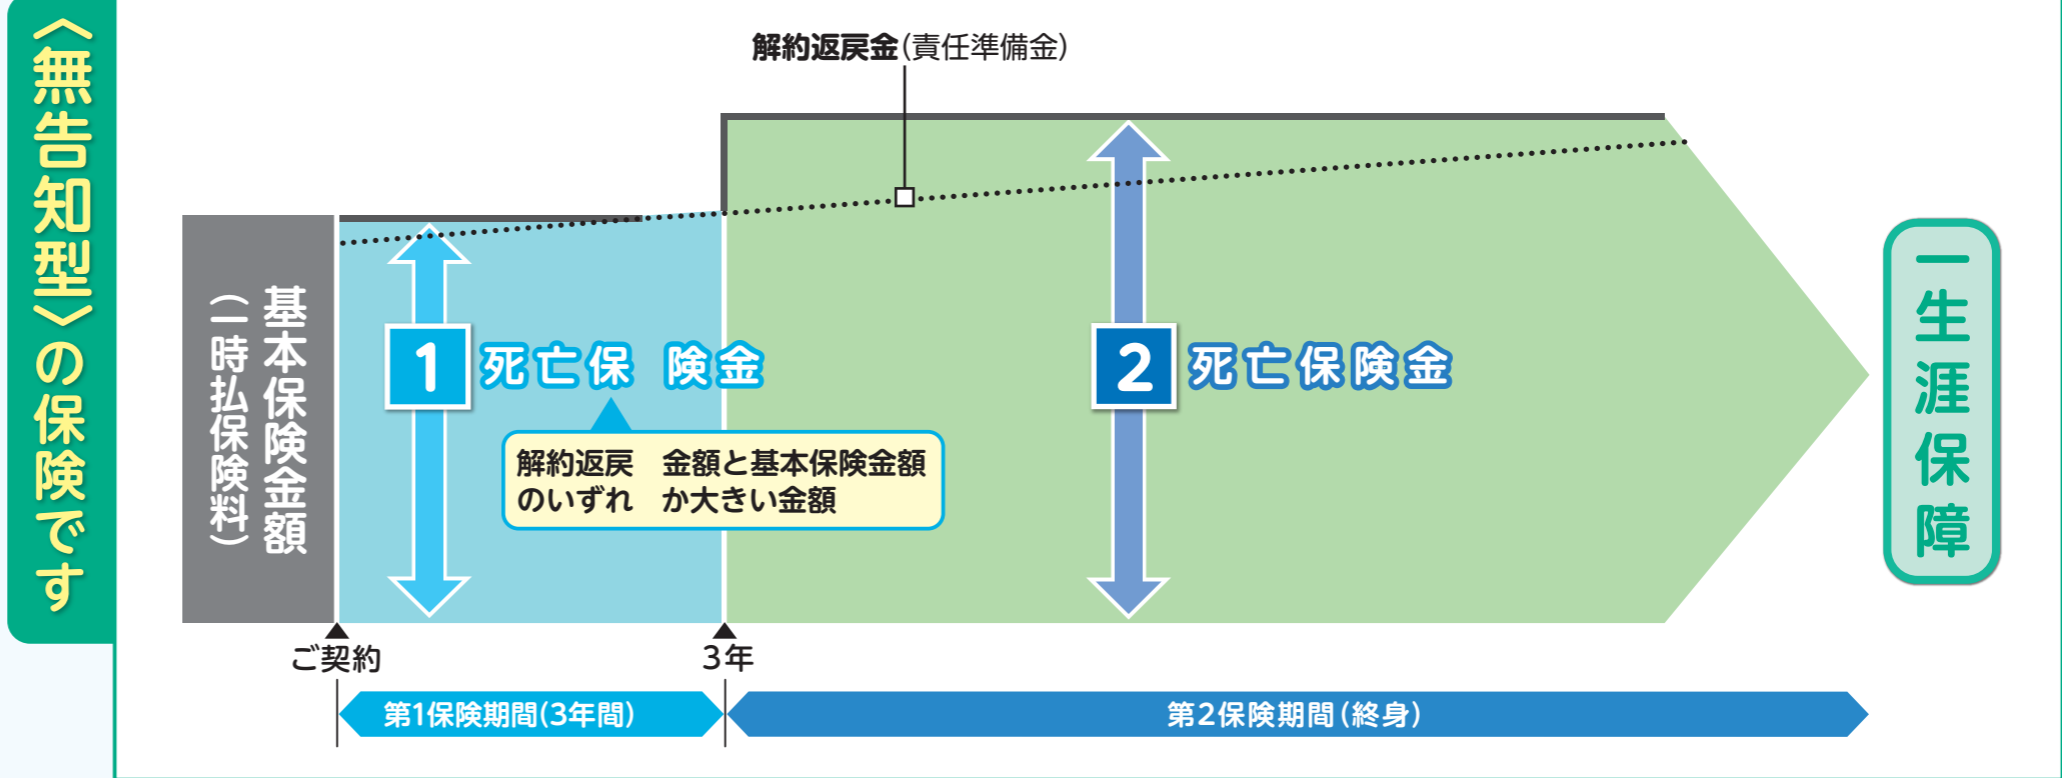 〈無告知型〉の保険です
解約返戻金(責任準備金)
基本保険金額
(一時払保険料)
1 死亡保 険金
解約返戻 金額と基本保険金額
のいずれ か大きい金額
2 死亡保険金
一生涯保障
ご契約
3年
第1保険期間(3年間)
第2保険期間(終身)